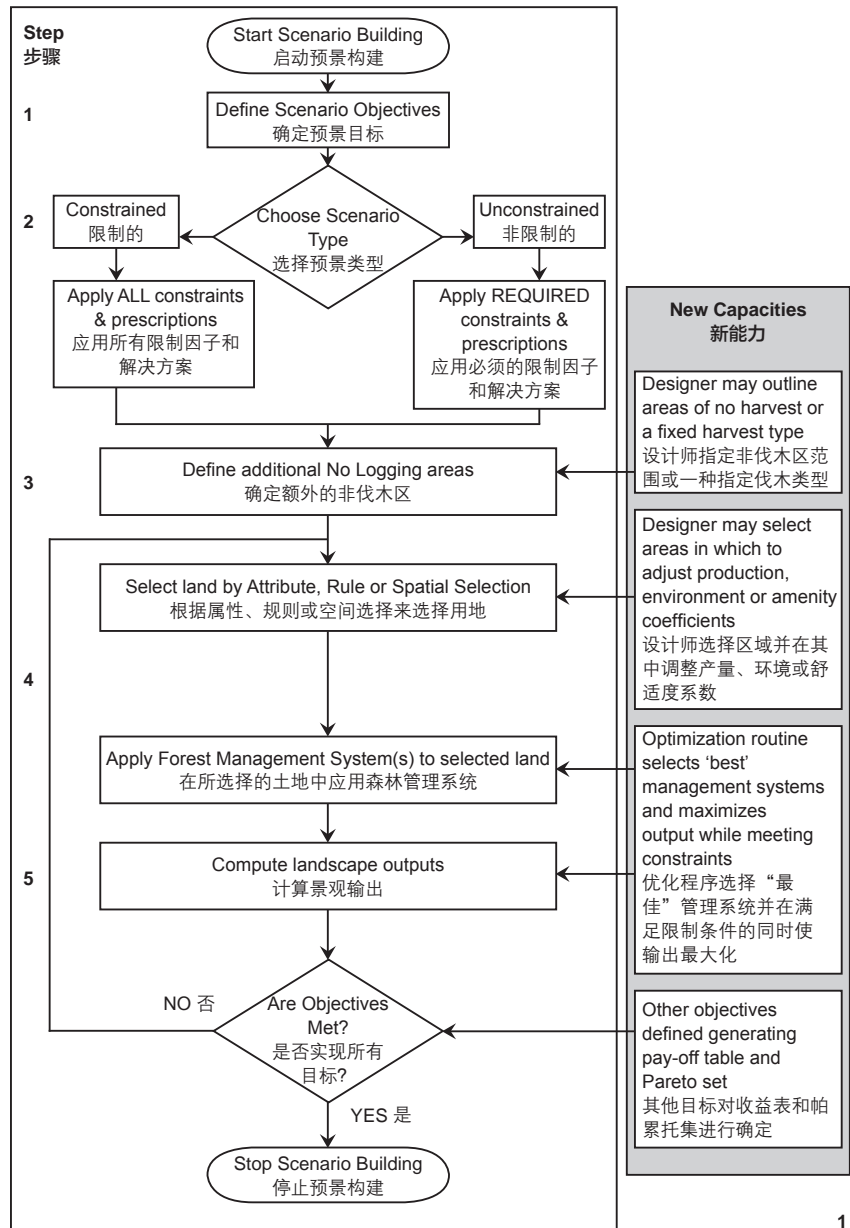 Step
步骤
Start Scenario Building
启动预景构建
1
Define Scenario Objectives
确定预景目标
2
Constrained
限制的
Choose Scenario
Type
选择预景类型
Unconstrained
非限制的
Apply ALL constraints
& prescriptions
应用所有限制因子和
解决方案
Apply REQUIRED
constraints &
prescriptions
应用必须的限制因子
和解决方案
3
Define additional No Logging areas
确定额外的非伐木区
Select land by Attribute, Rule or Spatial Selection
根据属性、规则或空间选择来选择用地
4
Apply Forest Management System(s) to selected land
在所选择的土地中应用森林管理系统
5
Compute landscape outputs
计算景观输出
NO 否
Are Objectives
Met?
是否实现所有
目标?
YES 是
Stop Scenario Building
停止预景构建
New Capacities
新能力
Designer may outline
areas of no harvest or
a fixed harvest type
设计师指定非伐木区范
围或一种指定伐木类型
Designer may select
areas in which to
adjust production,
environment or amenity
coefficients
设计师选择区域并在其
中调整产量、环境或舒
适度系数
Optimization routine
selects ‘best’
management systems
and maximizes
output while meeting
constraints
优化程序选择“最
佳”管理系统并在满
足限制条件的同时使
输出最大化
Other objectives
defined generating
pay-off table and
Pareto set
其他目标对收益表和帕
累托集进行确定
1